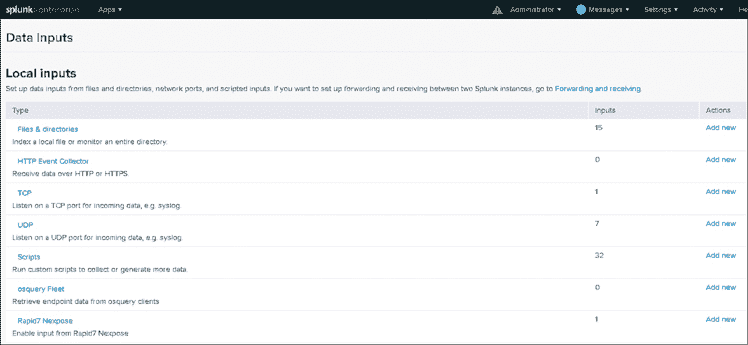 splunk>enterprise Apps ▾ Administrator ▾ Messages ▾ Settings ▾ Activity ▾ He
Data Inputs
Local inputs
Set up data inputs from files and directories, network ports, and scripted inputs. If you want to set up forwarding and receiving between two Splunk instances, go to Forwarding and receiving.
Type Inputs Actions
Files & directories 15 Add new
Index a local file or monitor an entire directory.
HTTP Event Collector 0 Add new
Receive data over HTTP or HTTPS.
TCP 1 Add new
Listen on a TCP port for incoming data, e.g. syslog.
UDP 7 Add new
Listen on a UDP port for incoming data, e.g. syslog.
Scripts 32 Add new
Run custom scripts to collect or generate more data.
osquery Fleet 0 Add new
Retrieve endpoint data from osquery clients
Rapid7 Nexpose 1 Add new
Enable input from Rapid7 Nexpose